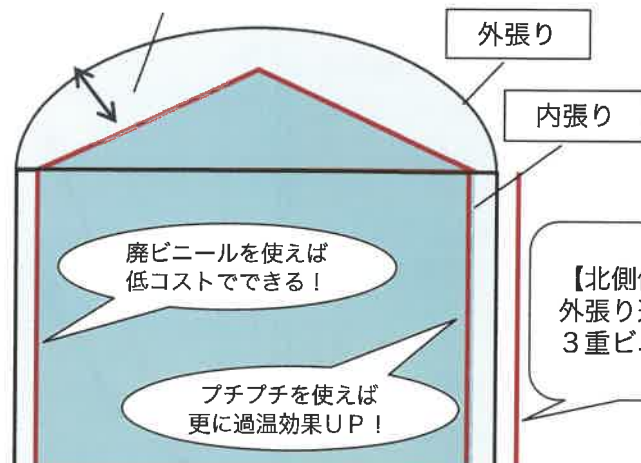 外張り
内張り
廃ビニールを使えば
低コストでできる！
【北側
外張り
３重ビ
プチプチを使えば
更に過温効果ＵＰ！